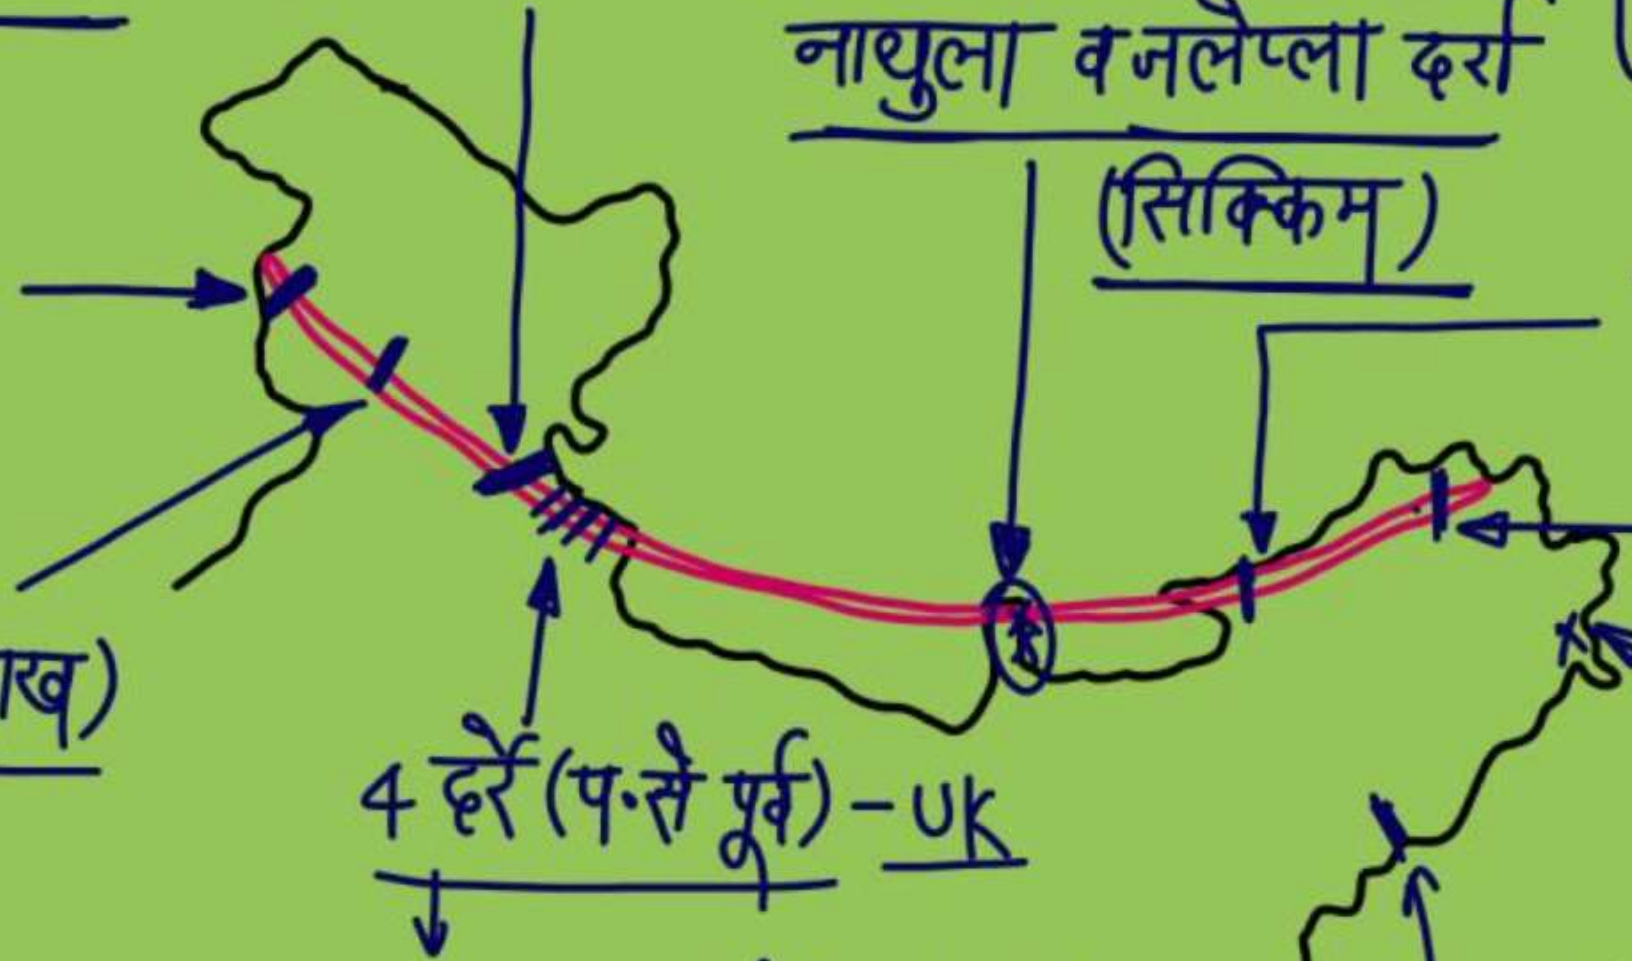 नाथुला व जलेप्ला दर्रा
(सिक्किम)
4 दर्रे (प. से पूर्व) - UK